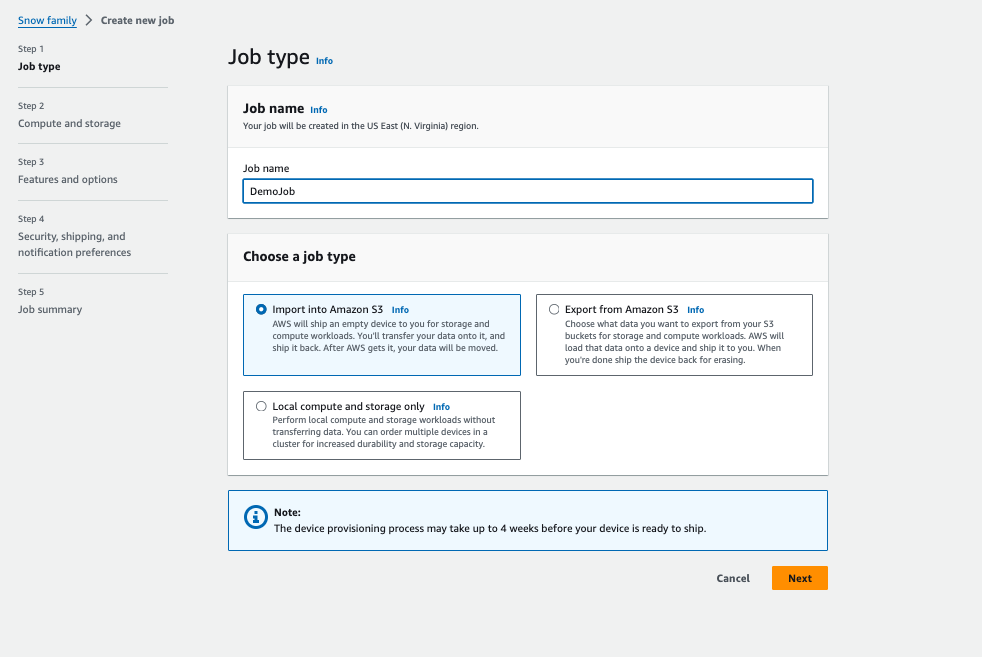 Snow family > Create new job
Step 1
Job type
Step 2
Compute and storage
Step 3
Features and options
Step 4
Security, shipping, and
notification preferences
Step 5
Job summary
Job type Info
Job name Info
Your job will be created in the US East (N. Virginia) region.
Job name
DemoJob
Choose a job type
Import into Amazon S3 Info
AWS will ship an empty device to you for storage and
compute workloads. You'll transfer your data onto it, and
ship it back. After AWS gets it, your data will be moved.
Export from Amazon S3 Info
Choose what data you want to export from your S3
buckets for storage and compute workloads. AWS will
load that data onto a device and ship it to you. When
you're done ship the device back for erasing.
Local compute and storage only Info
Perform local compute and storage workloads without
transferring data. You can order multiple devices in a
cluster for increased durability and storage capacity.
Note:
The device provisioning process may take up to 4 weeks before your device is ready to ship.
Cancel
Next